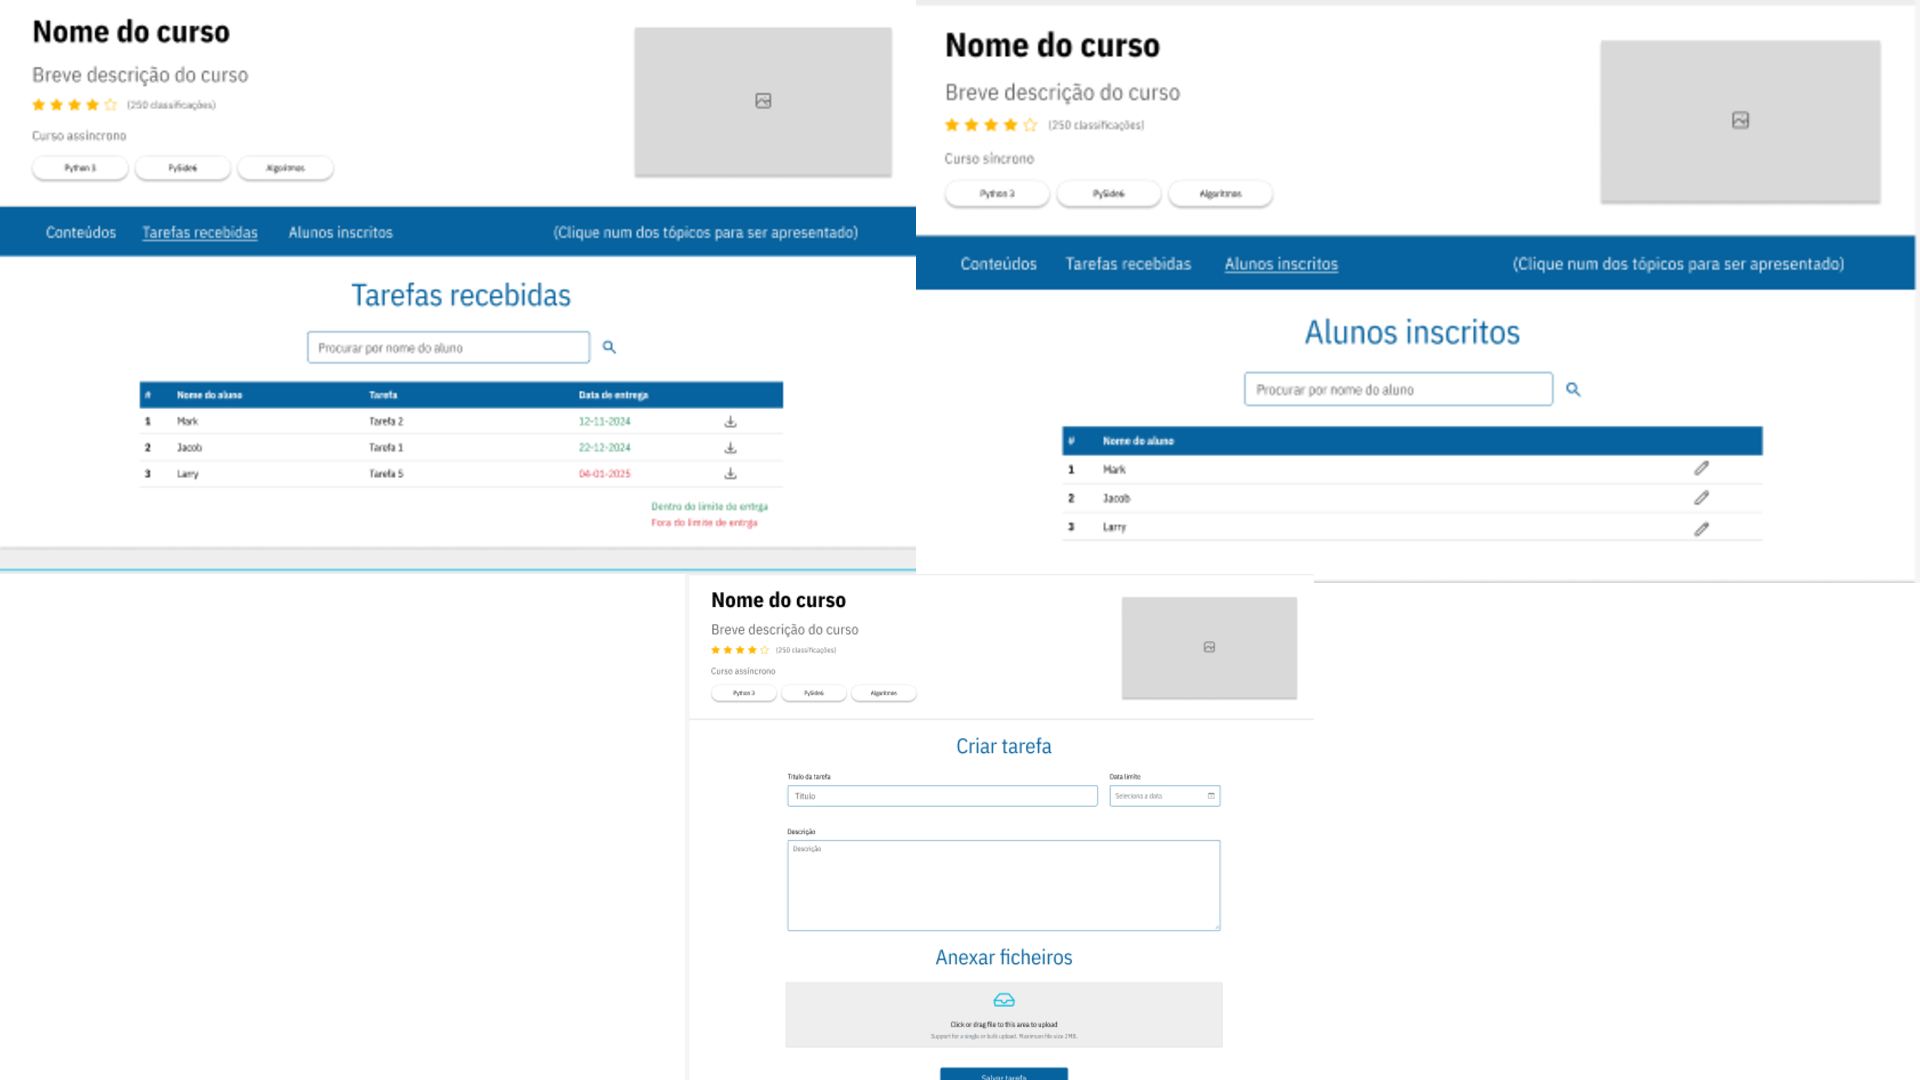 Nome do curso
Breve descrição do curso
(250 classificações)
Curso assíncrono
Python 3 PySide6 Algoritmos
Conteúdos Tarefas recebidas Alunos inscritos (Clique num dos tópicos para ser apresentado)
Tarefas recebidas
Procurar por nome do aluno
# Nome do aluno Tarefa Data de entrega
1 Mark Tarefa 2 12-11-2024
2 Jacob Tarefa 1 22-12-2024
3 Larry Tarefa 5 04-01-2025
Dentro do limite de entrga
Fora do limite de entrga
Nome do curso
Breve descrição do curso
(250 classificações)
Curso síncrono
Python 3 PySide6 Algoritmos
Conteúdos Tarefas recebidas Alunos inscritos (Clique num dos tópicos para ser apresentado)
Alunos inscritos
Procurar por nome do aluno
# Nome do aluno
1 Mark
2 Jacob
3 Larry
Nome do curso
Breve descrição do curso
(250 classificações)
Curso assíncrono
Python 3 PySide6 Algoritmos
Criar tarefa
Título da tarefa Data limite
Título Seleciona a data
Descrição
Descrição
Anexar ficheiros
Click or drag file to this area to upload
Support for a single or bulk upload. Maximum file size 2MB.
Salvar tarefa